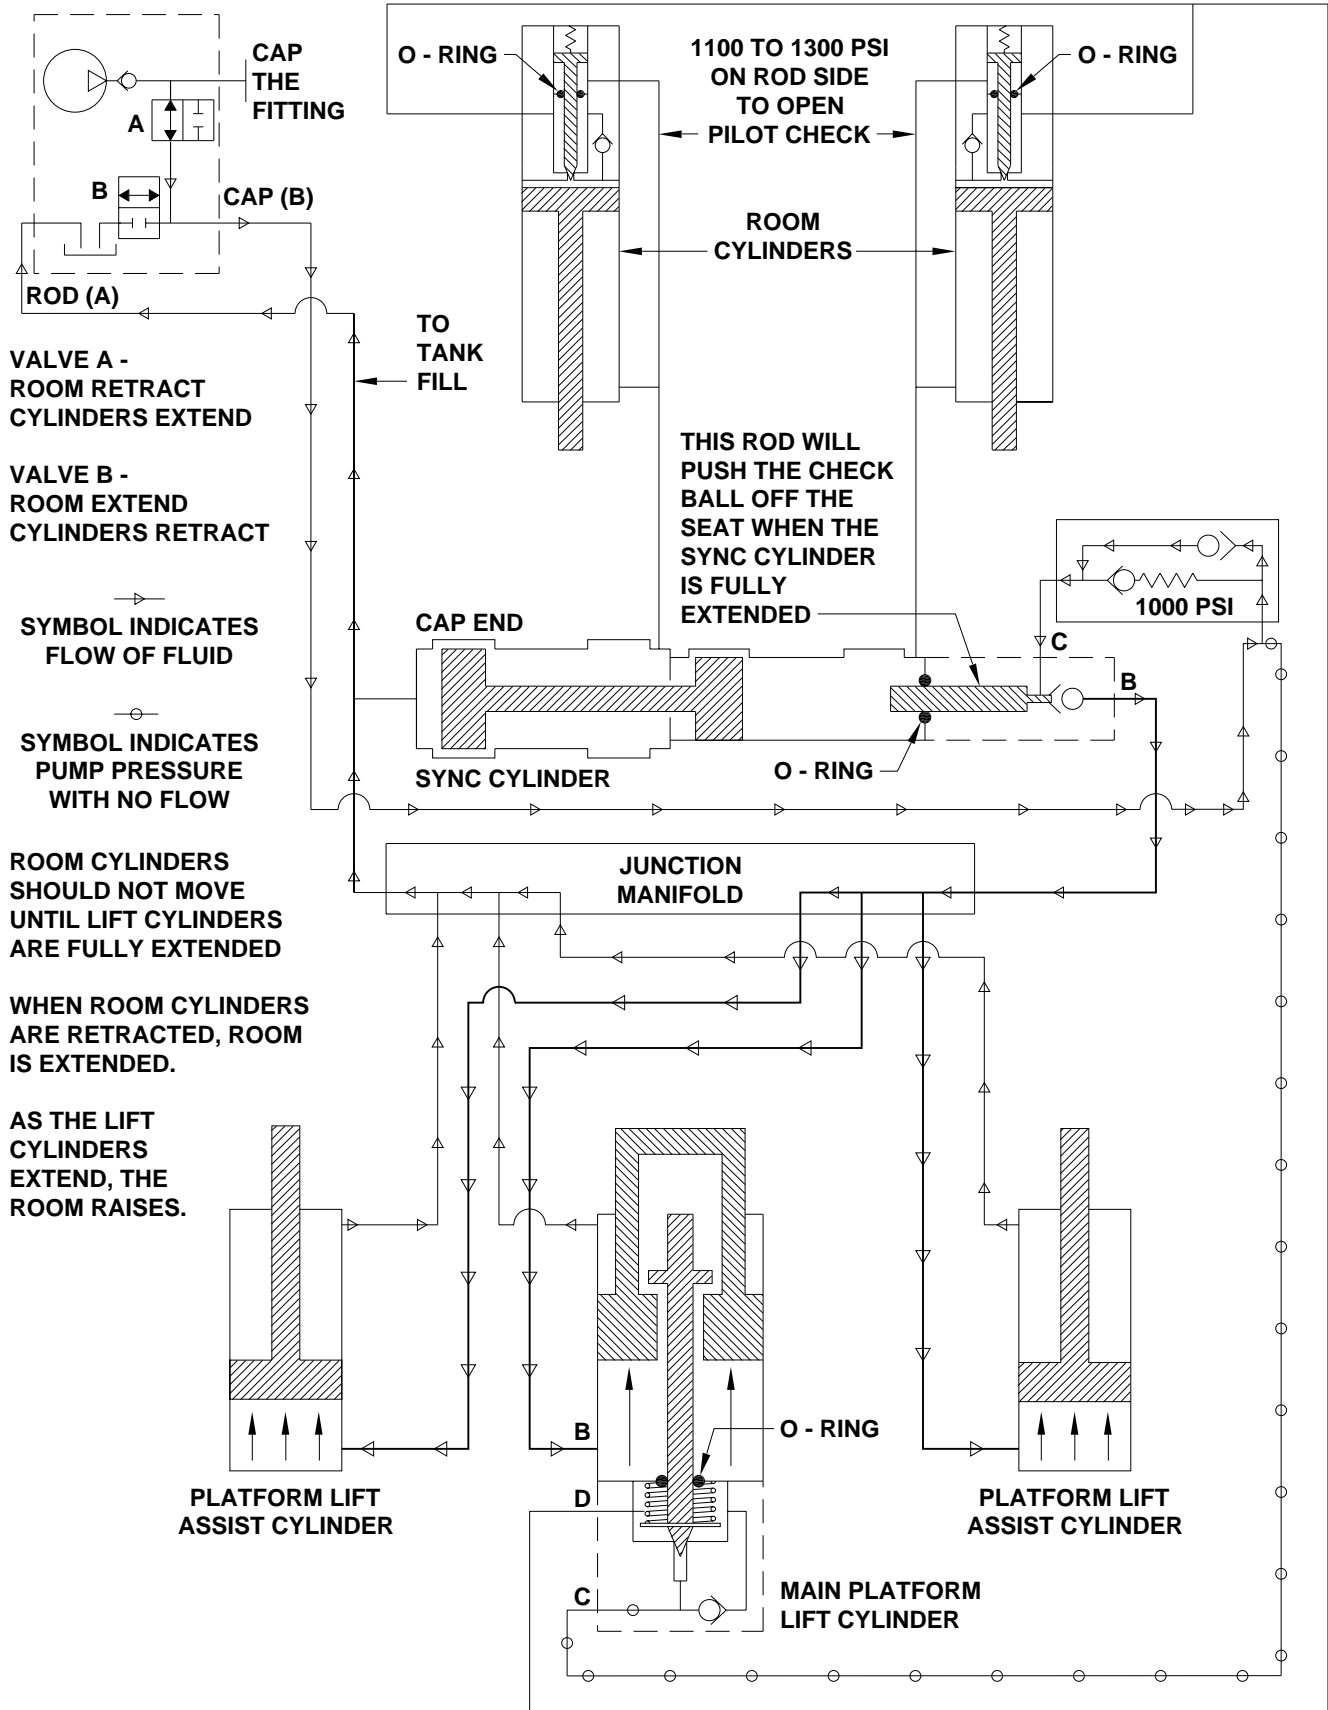 CAP
THE
FITTING
A
B
CAP (B)
ROD (A)
O - RING
1100 TO 1300 PSI
ON ROD SIDE
TO OPEN
PILOT CHECK
O - RING
ROOM
CYLINDERS
TO
TANK
FILL
VALVE A -
ROOM RETRACT
CYLINDERS EXTEND
VALVE B -
ROOM EXTEND
CYLINDERS RETRACT
SYMBOL INDICATES
FLOW OF FLUID
SYMBOL INDICATES
PUMP PRESSURE
WITH NO FLOW
ROOM CYLINDERS
SHOULD NOT MOVE
UNTIL LIFT CYLINDERS
ARE FULLY EXTENDED
WHEN ROOM CYLINDERS
ARE RETRACTED, ROOM
IS EXTENDED.
AS THE LIFT
CYLINDERS
EXTEND, THE
ROOM RAISES.
THIS ROD WILL
PUSH THE CHECK
BALL OFF THE
SEAT WHEN THE
SYNC CYLINDER
IS FULLY
EXTENDED
1000 PSI
CAP END
C
B
SYNC CYLINDER
O - RING
JUNCTION
MANIFOLD
B
O - RING
D
C
PLATFORM LIFT
ASSIST CYLINDER
PLATFORM LIFT
ASSIST CYLINDER
MAIN PLATFORM
LIFT CYLINDER